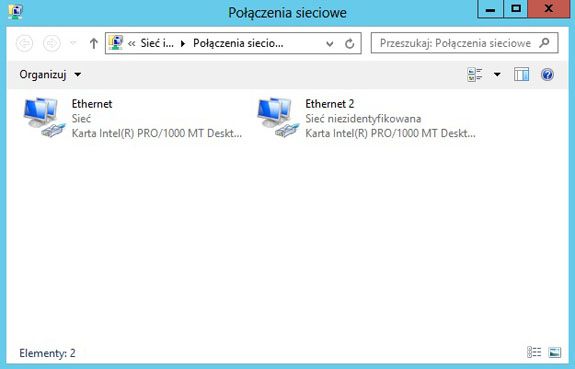 Połączenia sieciowe
« Sieć i... Połączenia siecio...
Przeszukaj: Połączenia sieciowe
Organizuj
Ethernet
Sieć
Karta Intel(R) PRO/1000 MT Deskt...
Ethernet 2
Sieć niezidentyfikowana
Karta Intel(R) PRO/1000 MT Deskt...
Elementy: 2